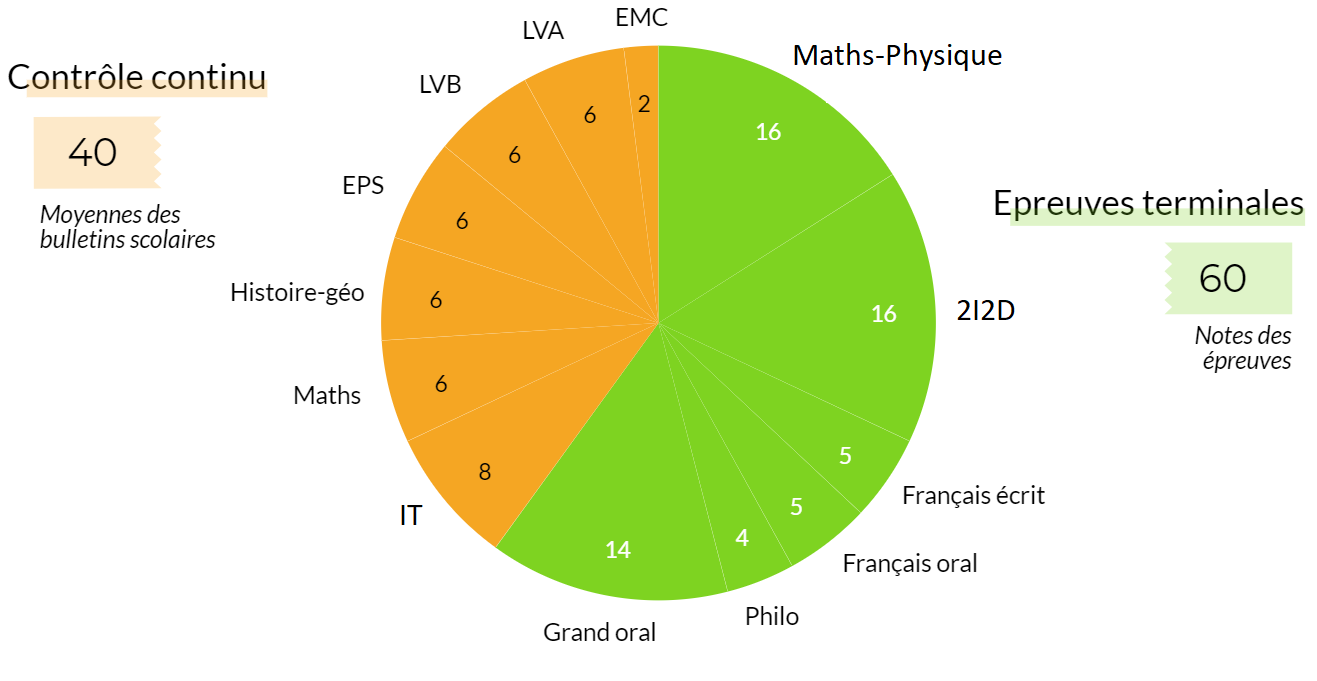 EMC
LVA
Maths-Physique
Contrôle continu
LVB
6
2
16
40
6
EPS
Epreuves terminales
Moyennes des
bulletins scolaires
6
60
Histoire-géo
6
16
2I2D
Notes des
épreuves
Maths
6
8
5
Français écrit
IT
5
14
4
Français oral
Philo
Grand oral